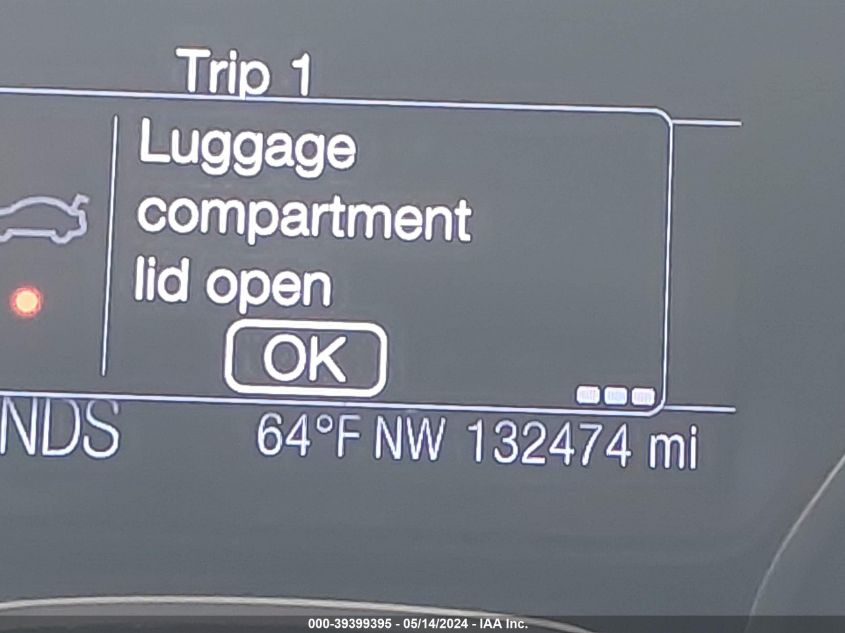 Trip 1
Luggage
compartment
lid open
OK
NDS 64°F NW 132474 mi
000-39399395 - 05/14/2024 - IAA Inc.